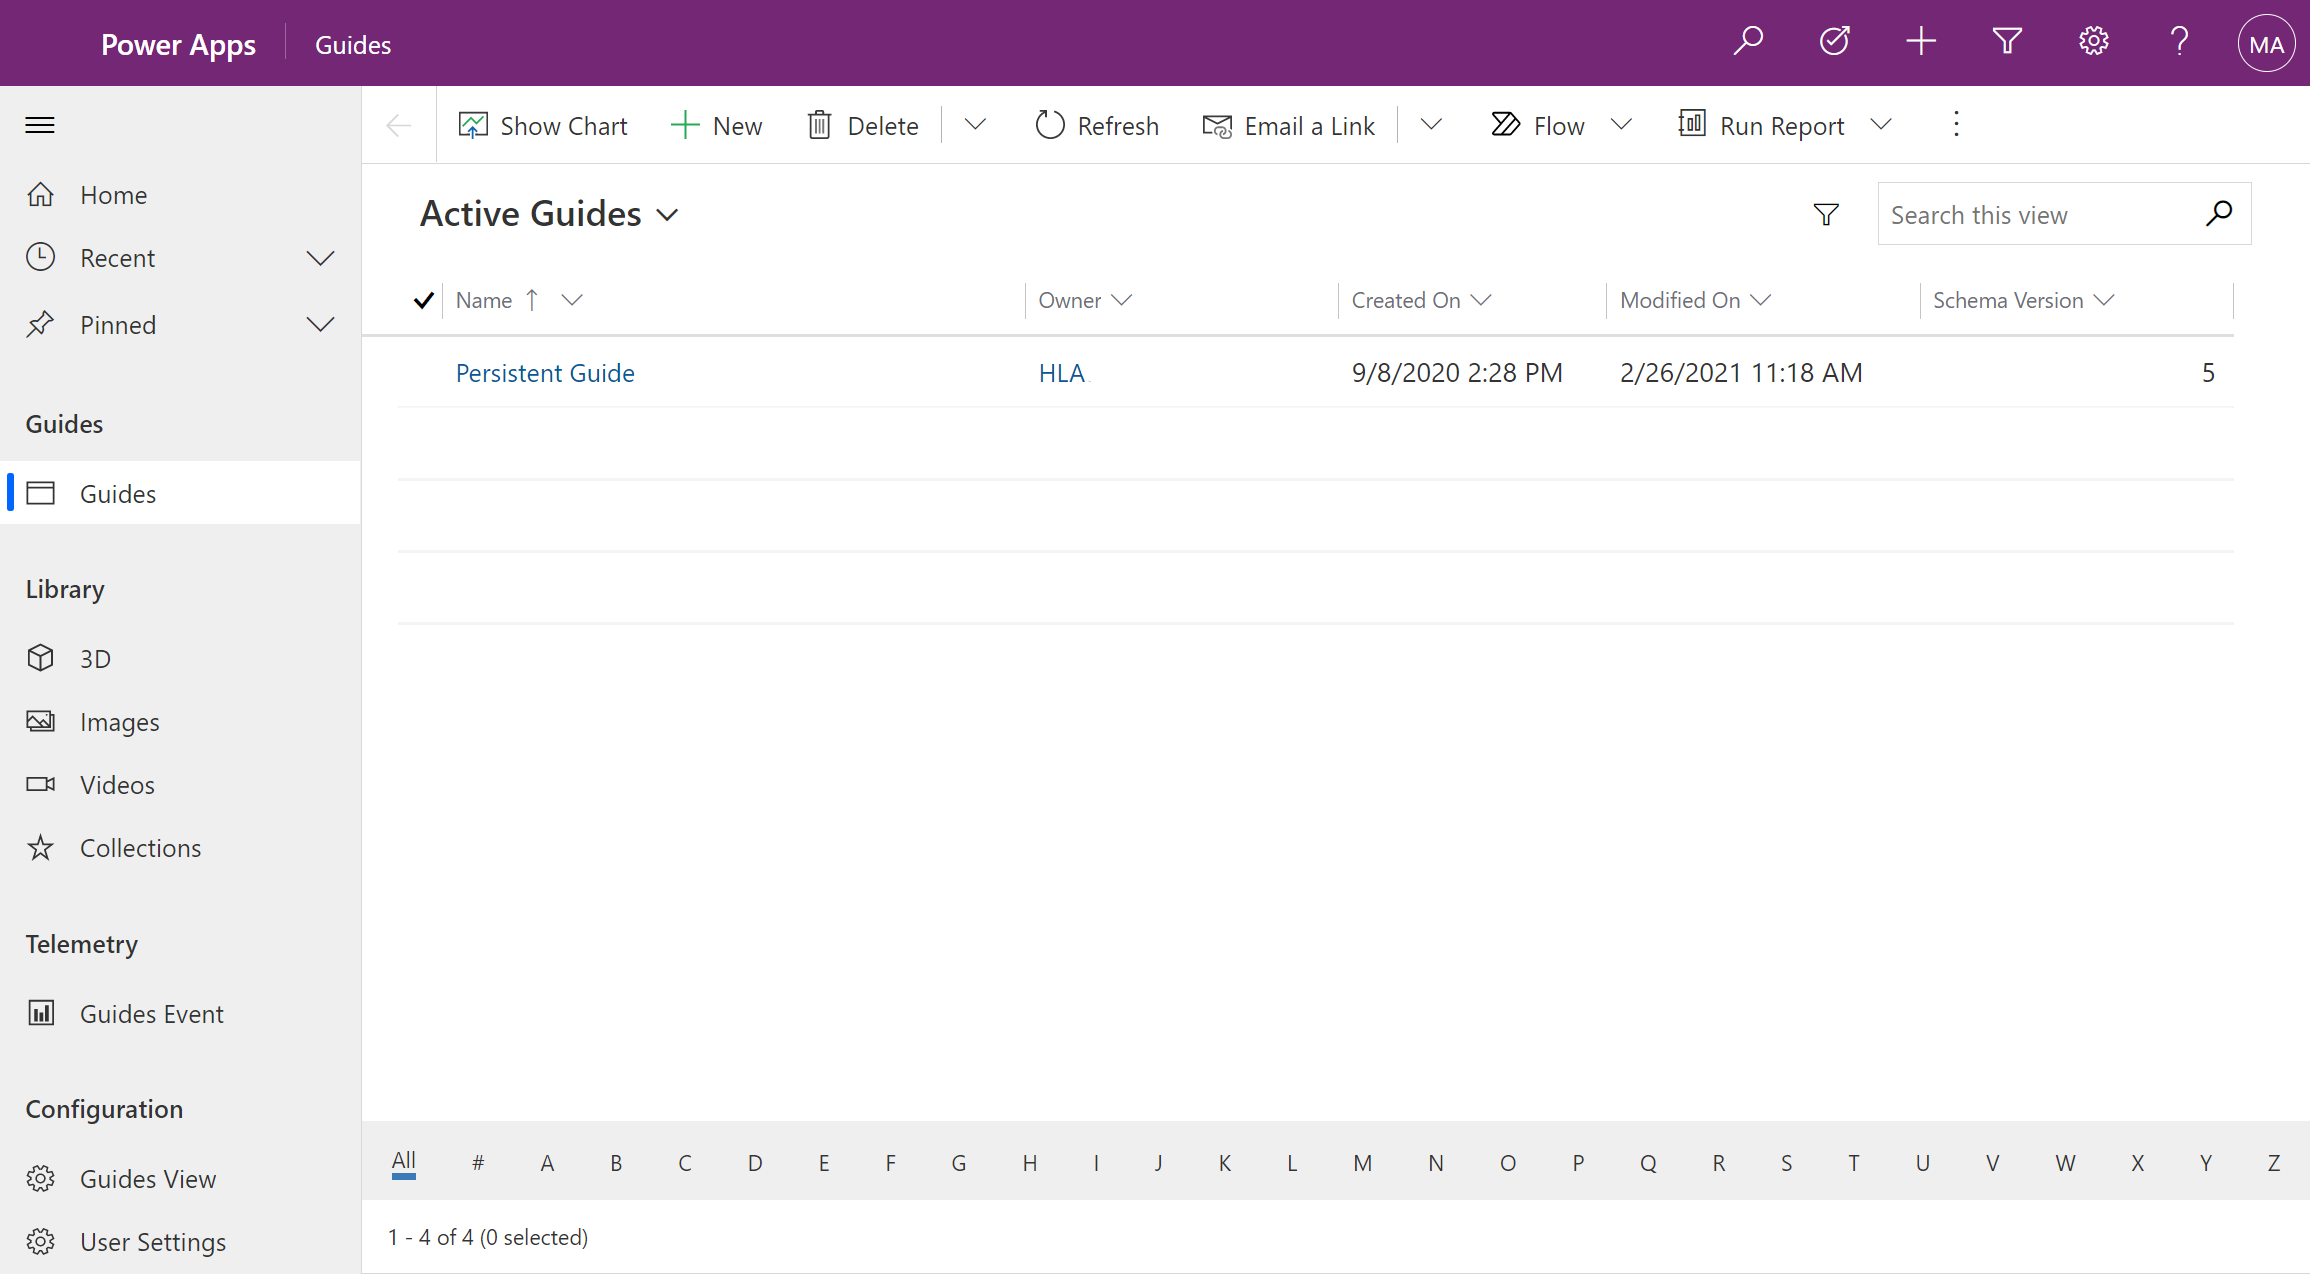 Power Apps Guides MA
Show Chart New Delete Refresh Email a Link Flow Run Report
Home
Recent
Pinned
Guides
Guides
Library
3D
Images
Videos
Collections
Telemetry
Guides Event
Configuration
Guides View
User Settings
Active Guides Search this view
Name Owner Created On Modified On Schema Version
Persistent Guide HLA 9/8/2020 2:28 PM 2/26/2021 11:18 AM 5
All # A B C D E F G H I J K L M N O P Q R S T U V W X Y Z
1 - 4 of 4 (0 selected)